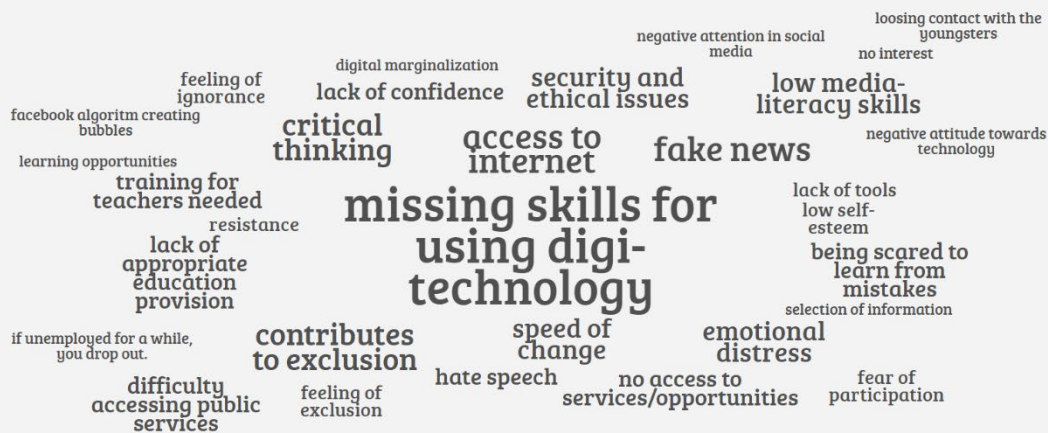 loosing contact with the
youngsters
negative attention in social
media
no interest
digital marginalization
feeling of
ignorance
lack of confidence
security and
ethical issues
low media-
literacy skills
facebook algoritm creating
bubbles
critical
thinking
access to
internet
fake news
negative attitude towards
technology
learning opportunities
training for
teachers needed
missing skills for
using digi-
technology
lack of tools
low self-
esteem
resistance
lack of
appropriate
education
provision
being scared to
learn from
mistakes
selection of information
if unemployed for a while,
you drop out.
contributes
to exclusion
speed of
change
emotional
distress
hate speech
no access to
services/opportunities
fear of
participation
difficulty
accessing public
services
feeling of
exclusion